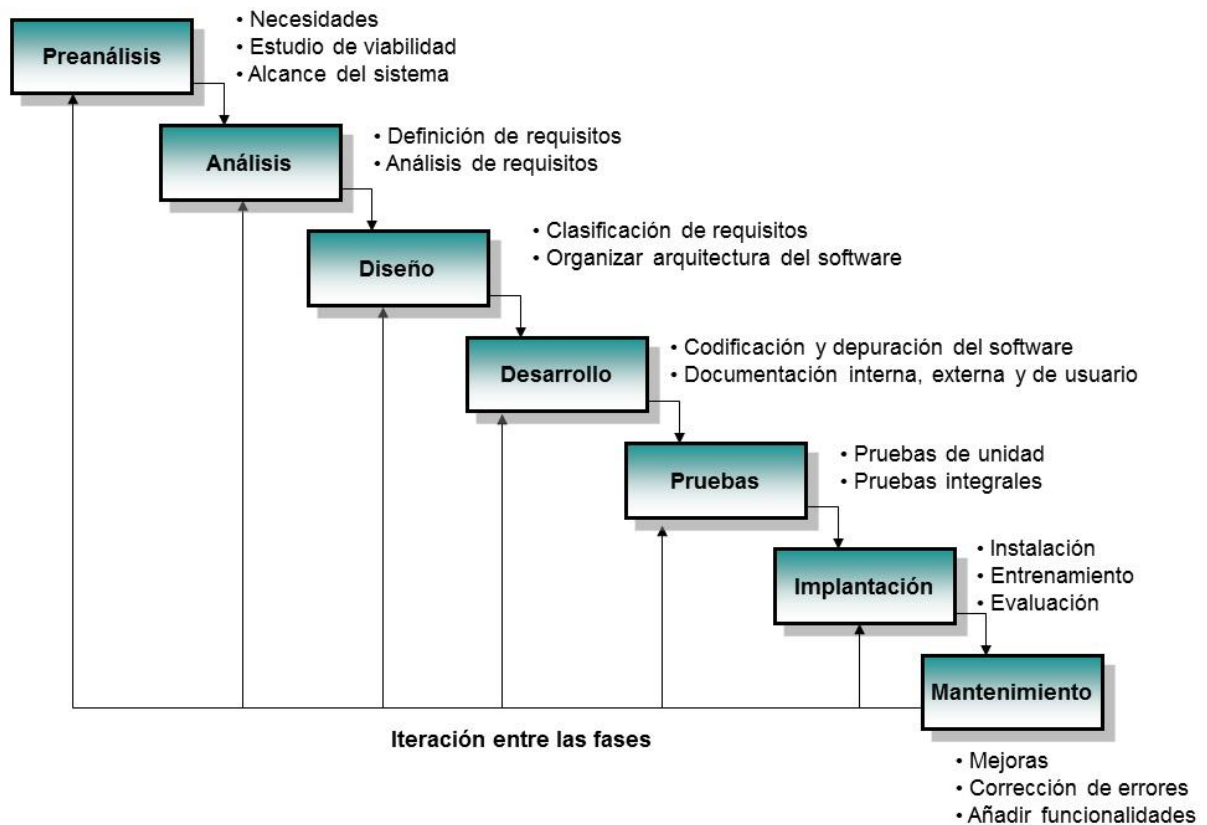 Preanálisis
• Necesidades
• Estudio de viabilidad
• Alcance del sistema
Análisis
• Definición de requisitos
• Análisis de requisitos
Diseño
• Clasificación de requisitos
• Organizar arquitectura del software
Desarrollo
• Codificación y depuración del software
• Documentación interna, externa y de usuario
Pruebas
• Pruebas de unidad
• Pruebas integrales
Implantación
• Instalación
• Entrenamiento
• Evaluación
Mantenimiento
Iteración entre las fases
• Mejoras
• Corrección de errores
• Añadir funcionalidades